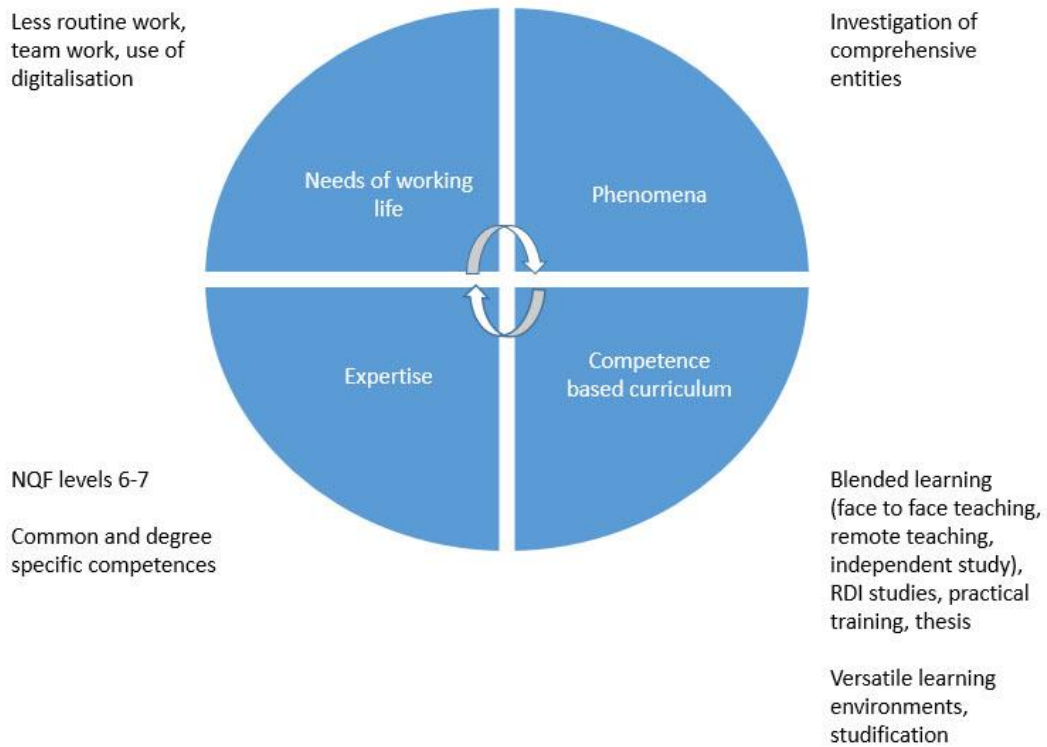 Less routine work,
team work, use of
digitalisation
Investigation of
comprehensive
entities
Needs of working
life
Phenomena
Expertise
Competence
based curriculum
NQF levels 6-7
Common and degree
specific competences
Blended learning
(face to face teaching,
remote teaching,
independent study),
RDI studies, practical
training, thesis
Versatile learning
environments,
studification